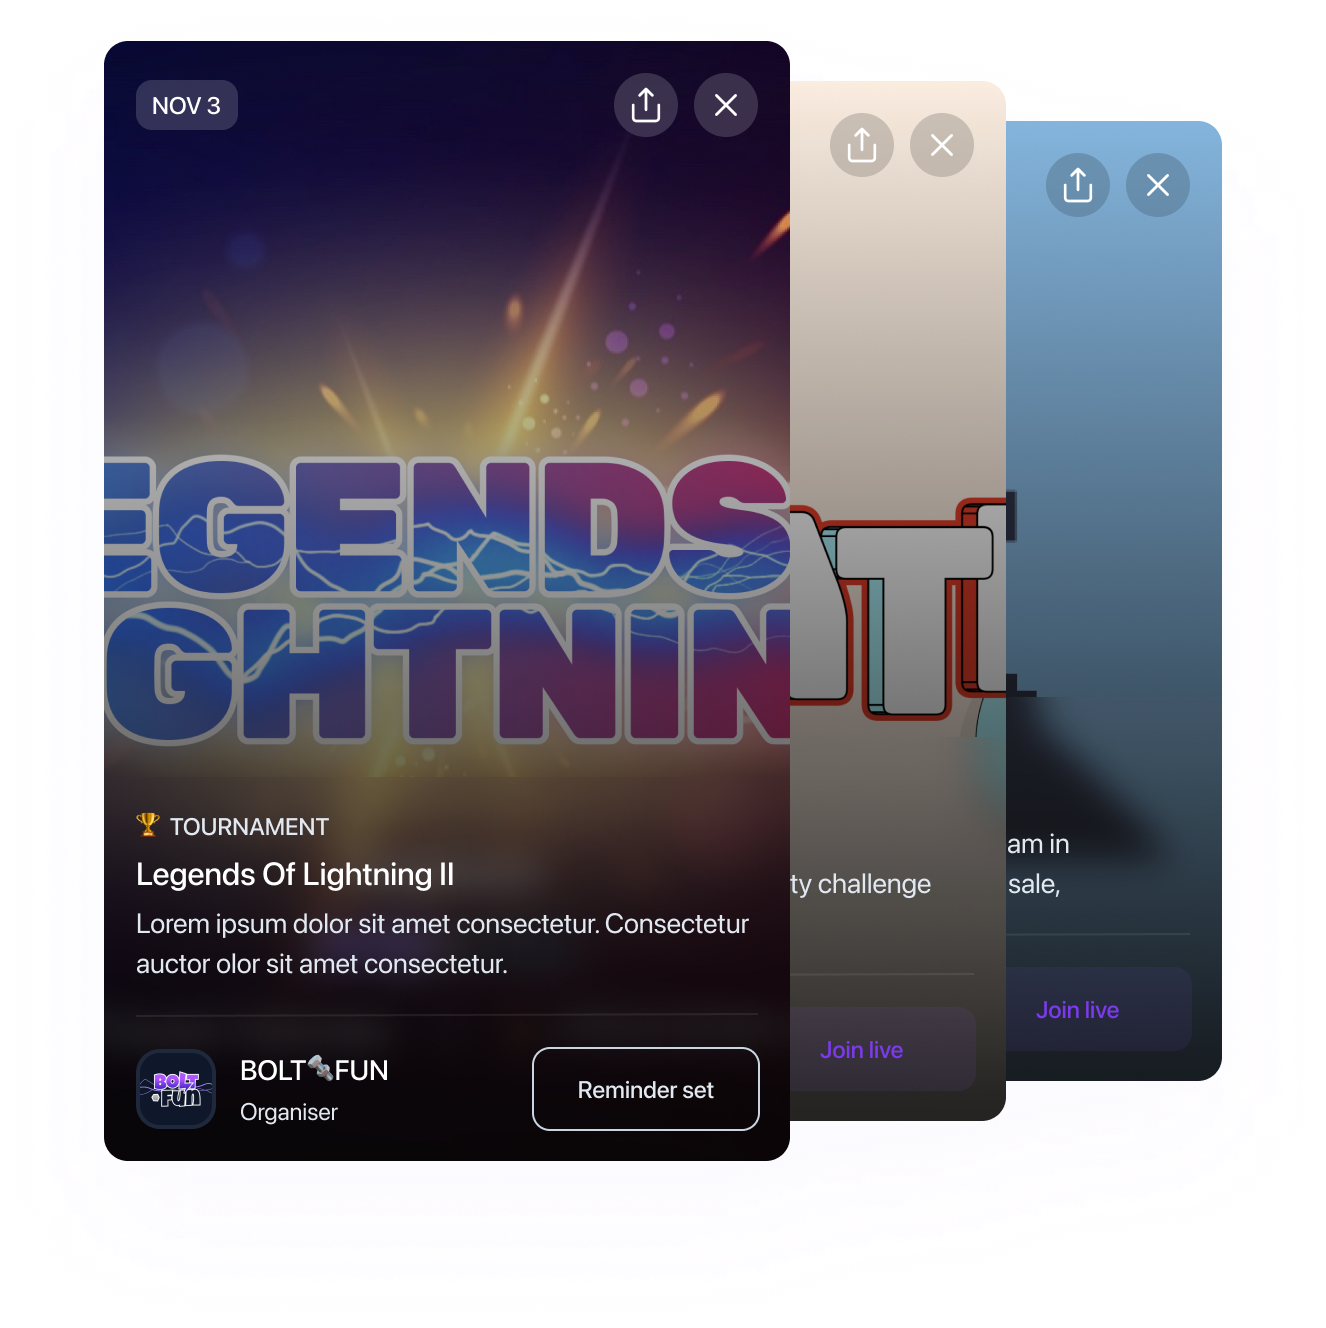 NOV 3
EGENDS
GHTNIN
🏆 TOURNAMENT
Legends Of Lightning II
Lorem ipsum dolor sit amet consectetur. Consectetur
auctor olor sit amet consectetur.
BOLT
FUN
BOLT🔩FUN
Organiser
Reminder set
AT
ty challenge
Join live
am in
sale,
Join live